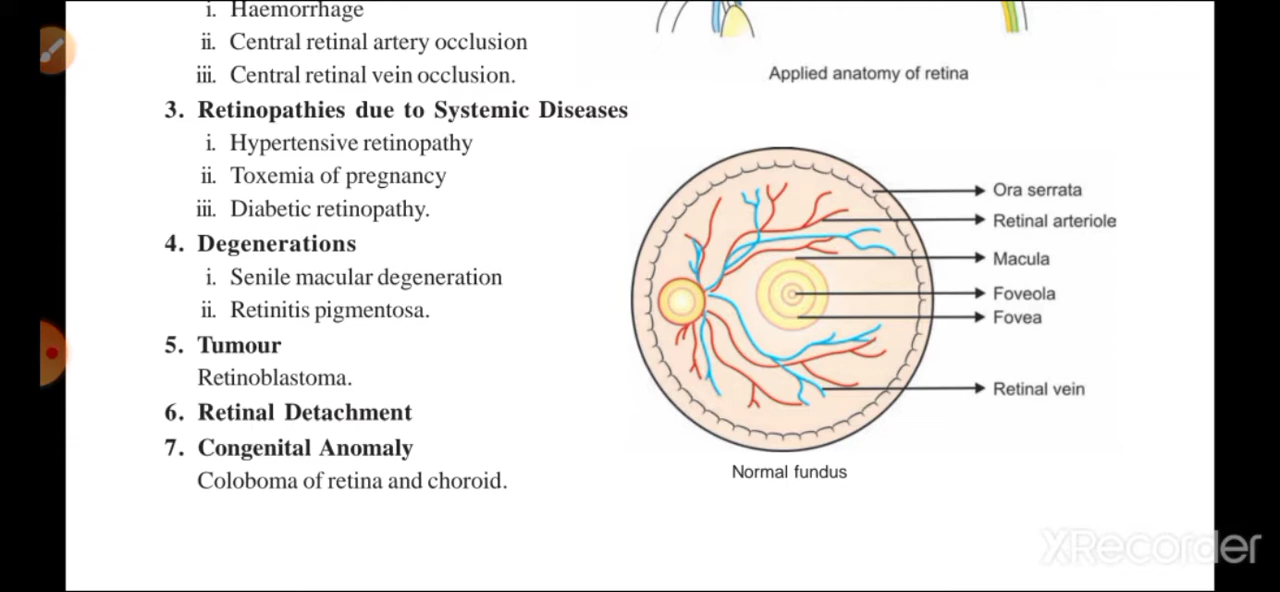 i. Haemorrhage
ii. Central retinal artery occlusion
iii. Central retinal vein occlusion.
3. Retinopathies due to Systemic Diseases
i. Hypertensive retinopathy
ii. Toxemia of pregnancy
iii. Diabetic retinopathy.
4. Degenerations
i. Senile macular degeneration
ii. Retinitis pigmentosa.
5. Tumour
Retinoblastoma.
6. Retinal Detachment
7. Congenital Anomaly
Coloboma of retina and choroid.
Applied anatomy of retina
Ora serrata
Retinal arteriole
Macula
Foveola
Fovea
Retinal vein
Normal fundus
XRecorder